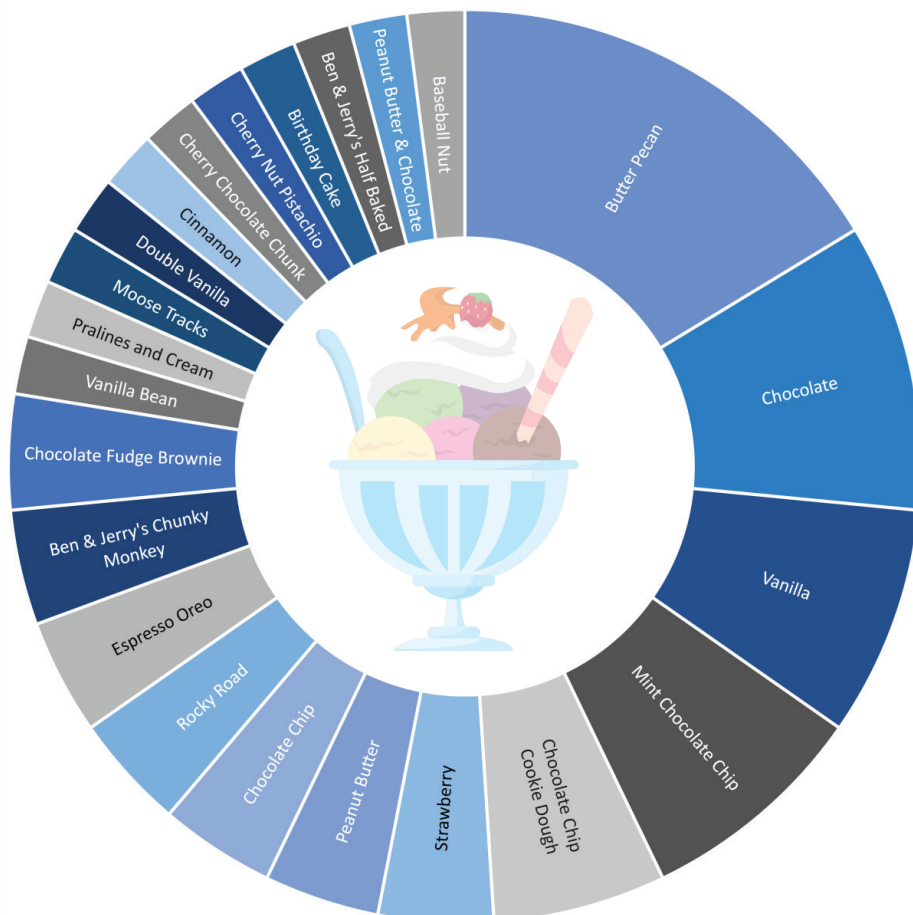 Butter Pecan
Chocolate
Vanilla
Mint Chocolate Chip
Chocolate Chip
Cookie Dough
Strawberry
Peanut Butter
Chocolate Chip
Rocky Road
Espresso Oreo
Ben & Jerry's Chunky
Monkey
Chocolate Fudge Brownie
Vanilla Bean
Pralines and Cream
Moose Tracks
Double Vanilla
Cinnamon
Cherry Chocolate Chunk
Cherry Nut Pistachio
Birthday Cake
Ben & Jerry's Half Baked
Peanut Butter & Chocolate
Baseball Nut